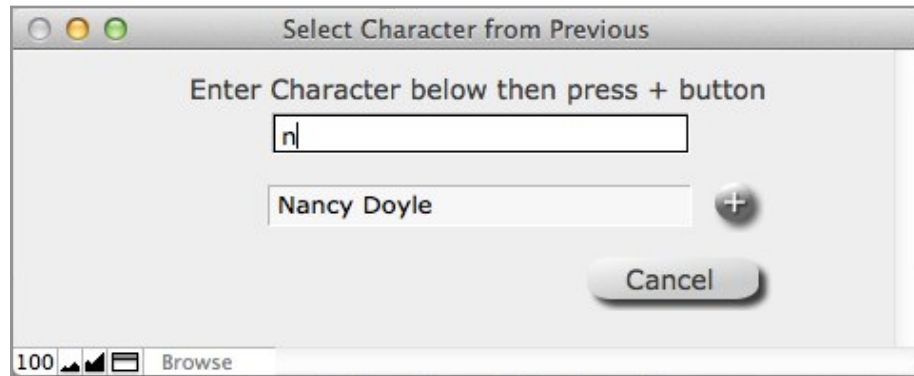 Select Character from Previous
Enter Character below then press + button
n
Nancy Doyle
+
Cancel
100 Browse